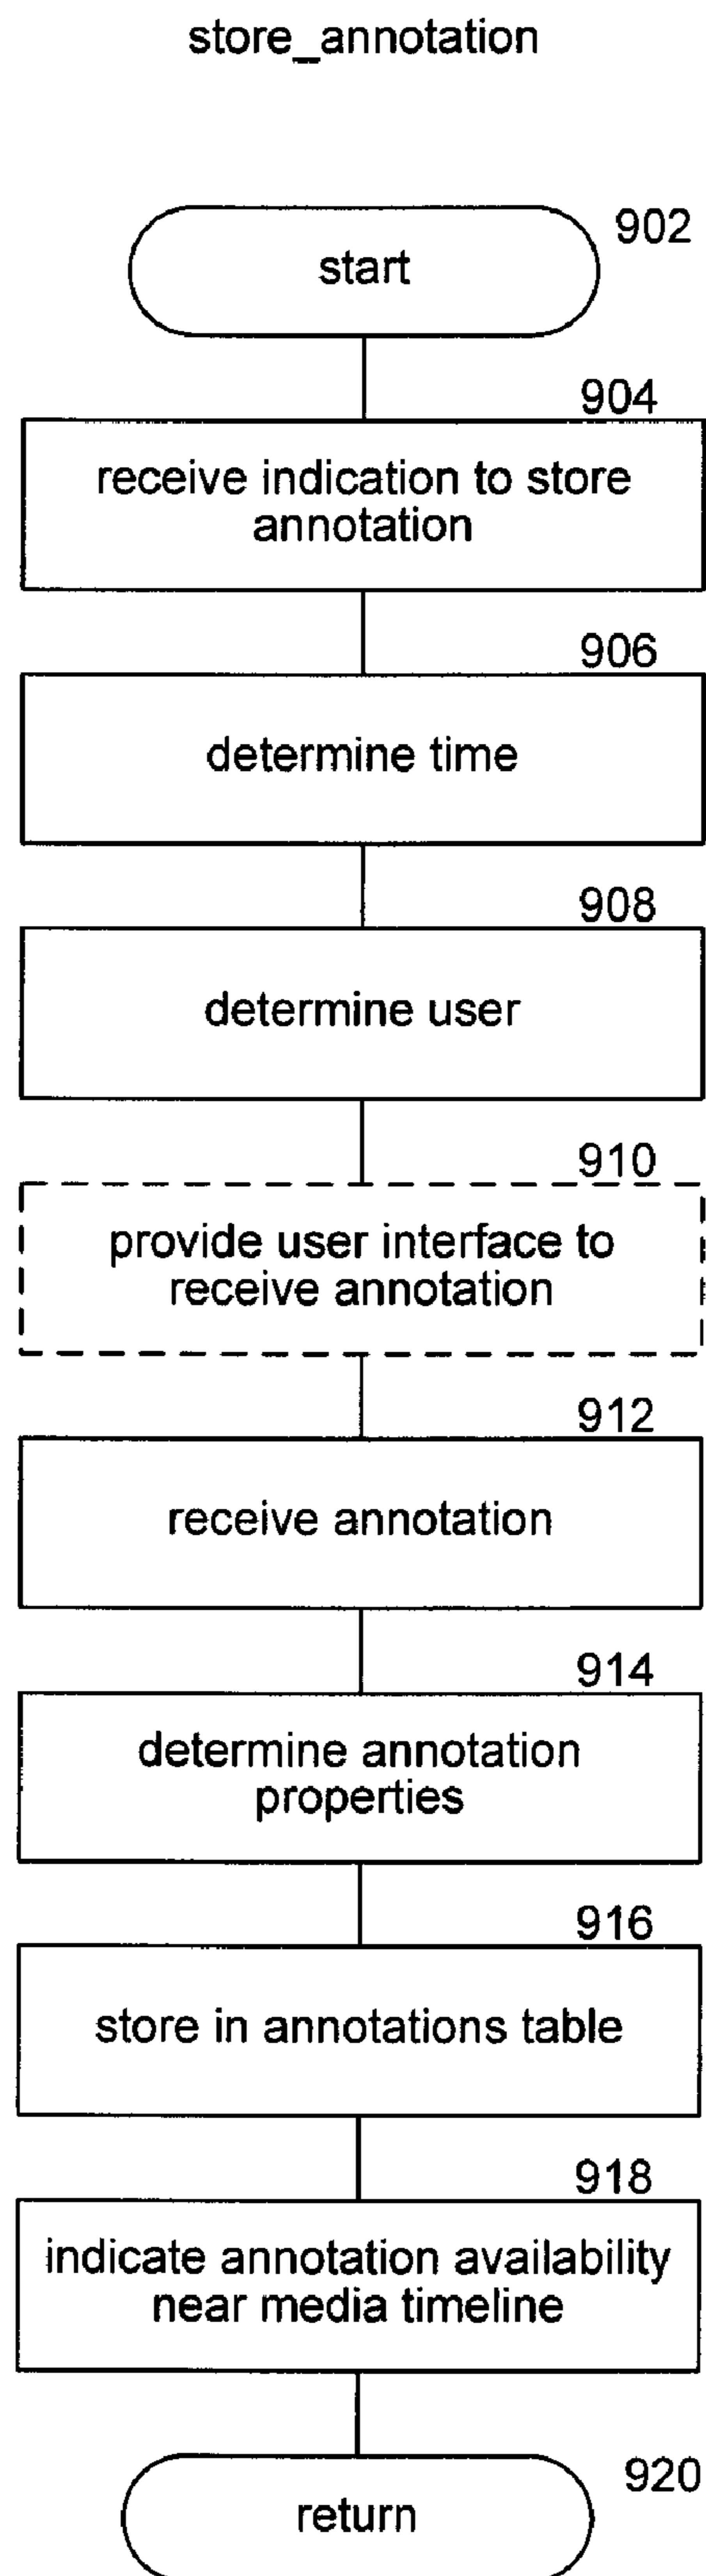 store_annotation
902
start
904
receive indication to store
annotation
906
determine time
908
determine user
910
provide user interface to
receive annotation
912
receive annotation
914
determine annotation
properties
916
store in annotations table
918
indicate annotation availability
near media timeline
920
return